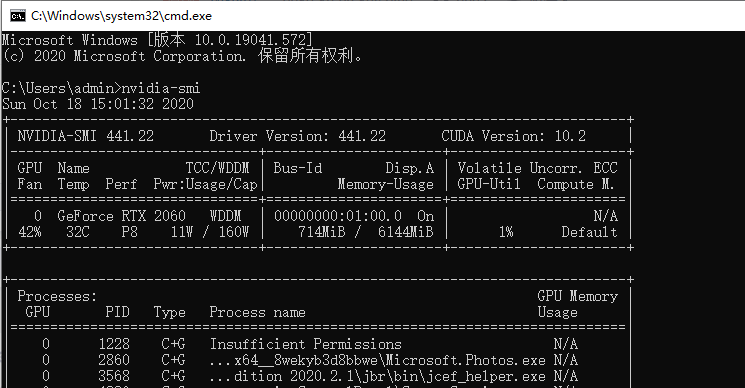 C:\Windows\system32\cmd.exe
Microsoft Windows [版本 10.0.19041.572]
(c) 2020 Microsoft Corporation. 保留所有权利。
C:\Users\admin>nvidia-smi
Sun Oct 18 15:01:32 2020
NVIDIA-SMI 441.22 Driver Version: 441.22 CUDA Version: 10.2
GPU Name TCC/WDDM | Bus-Id Disp.A | Volatile Uncorr. ECC
Fan Temp Perf Pwr:Usage/Cap | Memory-Usage | GPU-Util Compute M.
0 GeForce RTX 2060 WDDM | 00000000:01:00.0 On | N/A
42% 32C P8 11W / 160W | 714MiB / 6144MiB | 1% Default
Processes: GPU Memory
GPU PID Type Process name Usage
0 1228 C+G Insufficient Permissions N/A
0 2860 C+G ...x64__8wekyb3d8bbwe\Microsoft.Photos.exe N/A
0 3568 C+G ...dition 2020.2.1\jbr\bin\jcef_helper.exe N/A